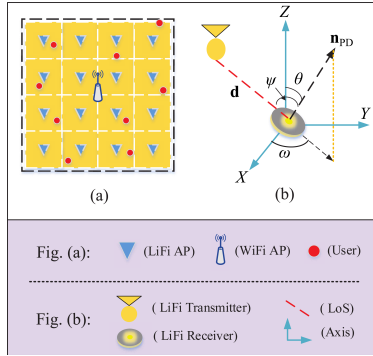 Z
n_PD
ψ
θ
d
Y
X
ω
(a)
(b)
Fig. (a): (LiFi AP) (WiFi AP) (User)
Fig. (b): ( LiFi Transmitter) ( LoS)
( LiFi Receiver) (Axis)